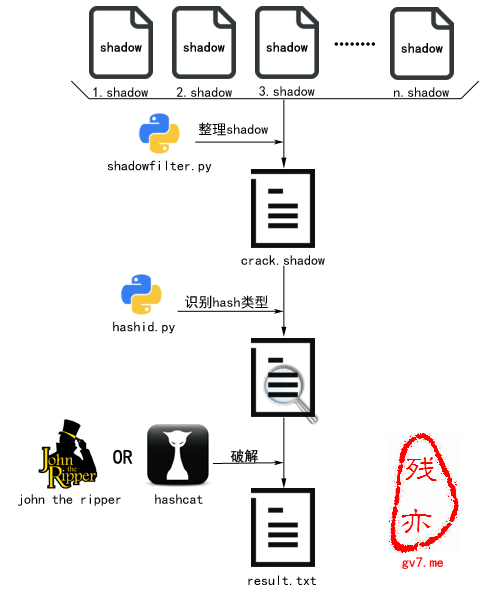 shadow shadow shadow shadow
1.shadow 2.shadow 3.shadow n.shadow
整理shadow
shadowfilter.py
crack.shadow
识别hash类型
hashid.py
John
the
Ripper
OR
破解
john the ripper hashcat
残
亦
gv7.me
result.txt